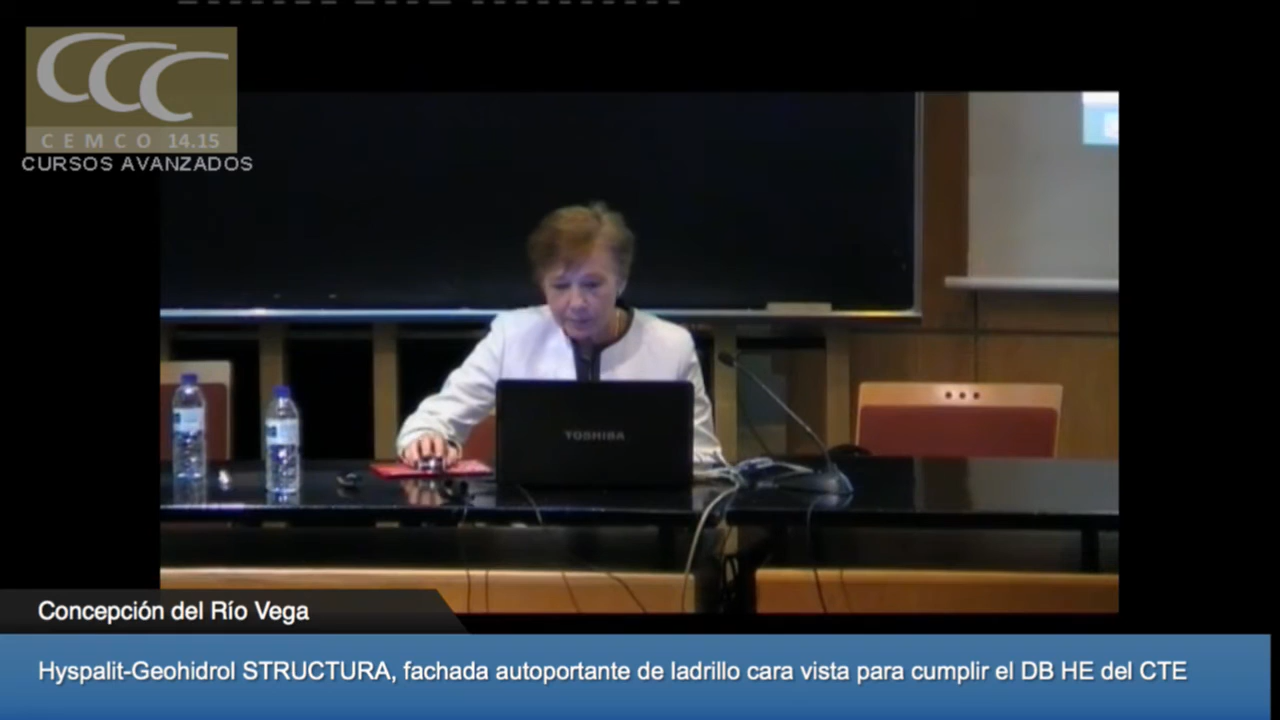 CCC
CEMCO 14.15
CURSOS AVANZADOS
TOSHIBA
Concepción del Río Vega
Hyspalit-Geohidrol STRUCTURA, fachada autoportante de ladrillo cara vista para cumplir el DB HE del CTE